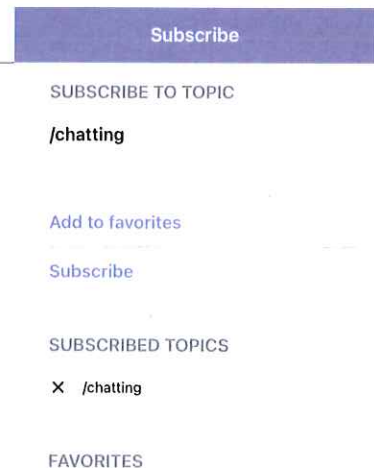 Subscribe
SUBSCRIBE TO TOPIC
/chatting
Add to favorites
Subscribe
SUBSCRIBED TOPICS
X /chatting
FAVORITES